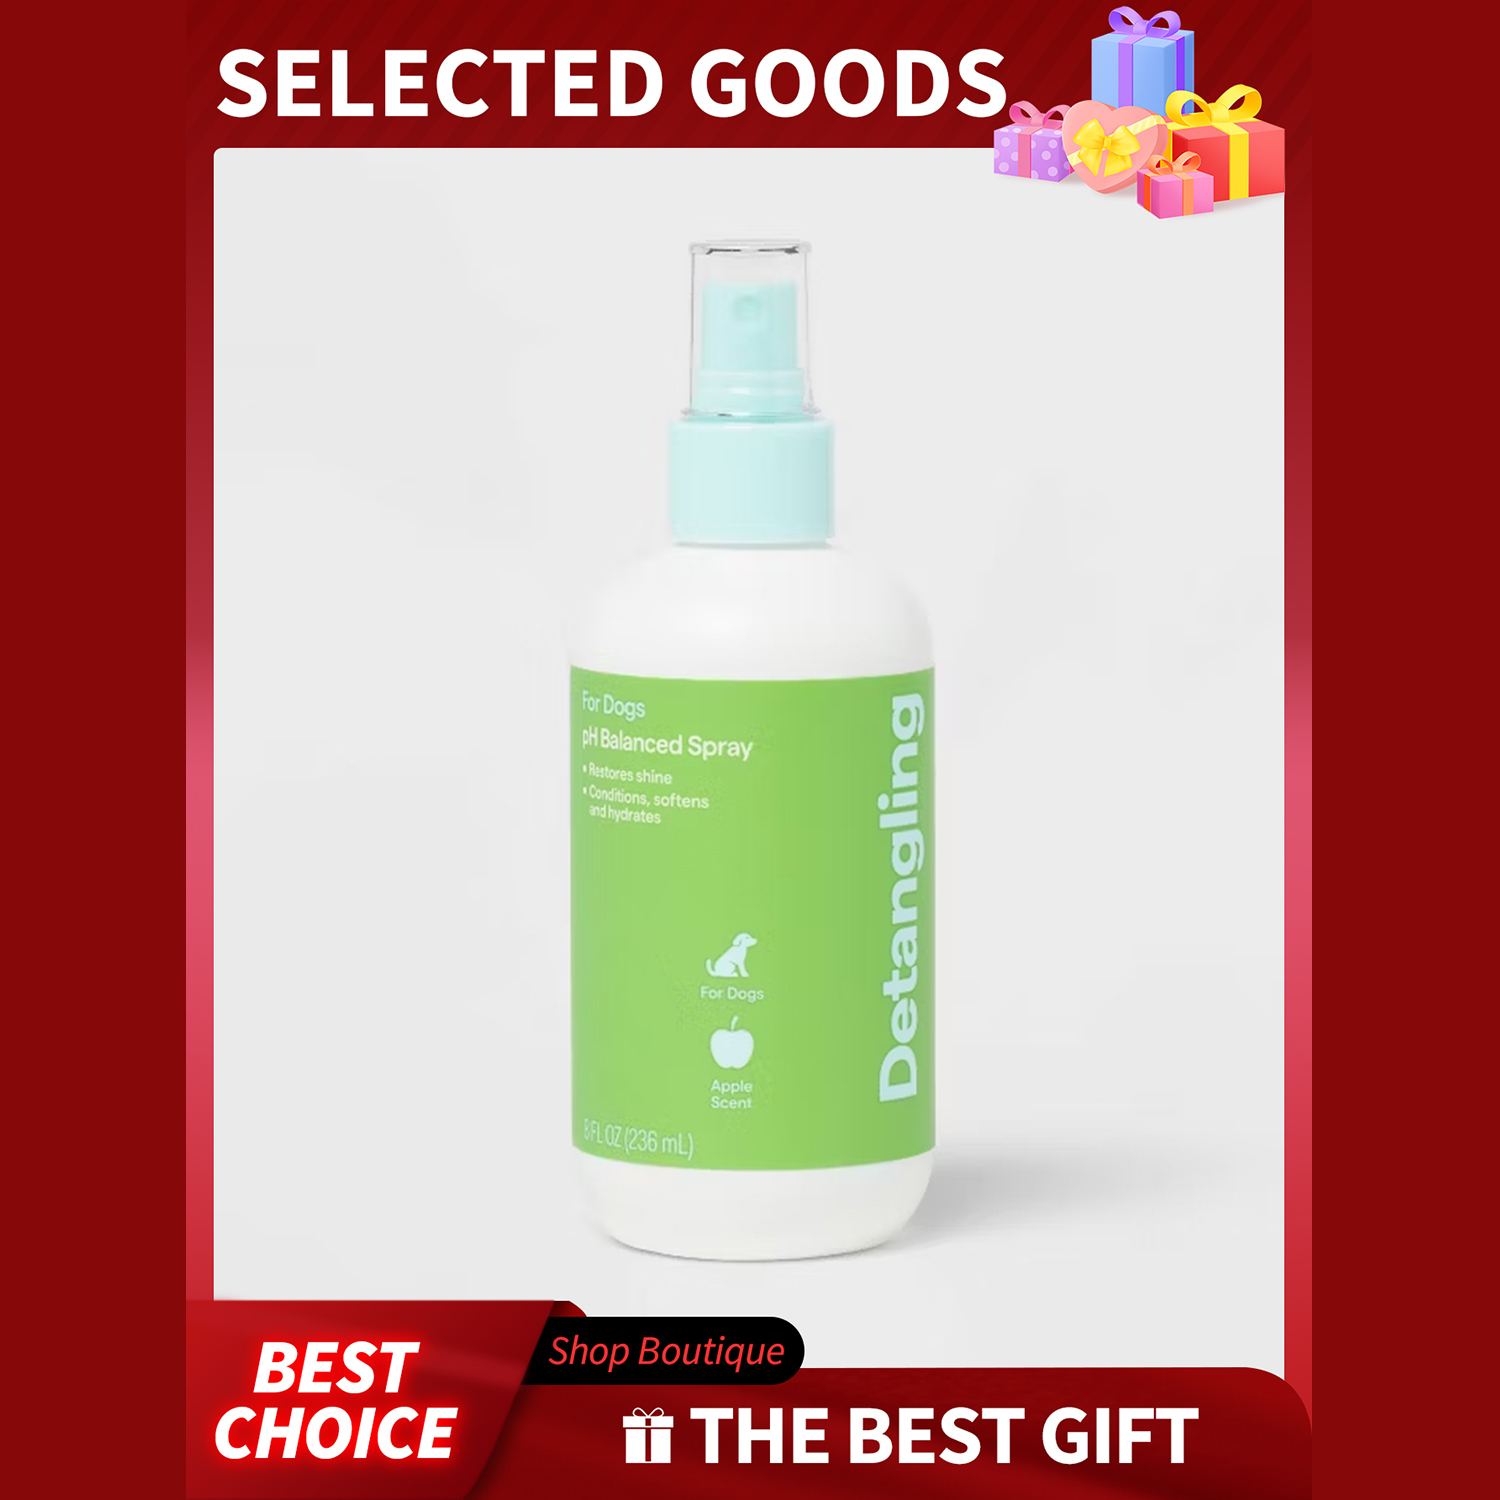 SELECTED GOODS
For Dogs
pH Balanced Spray
• Restores shine
• Conditions, softens
and hydrates
Detangling
For Dogs
Apple
Scent
8 FL OZ (236 mL)
BEST
CHOICE
Shop Boutique
THE BEST GIFT